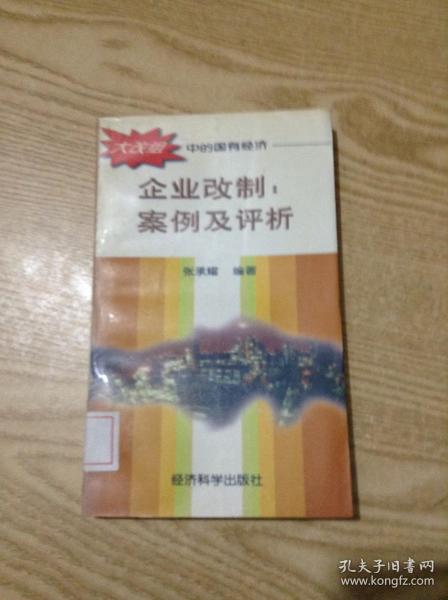 大改组
中的国有经济
企业改制：
案例及评析
张承耀 编著
经济科学出版社
孔夫子旧书网
www.kongfz.com